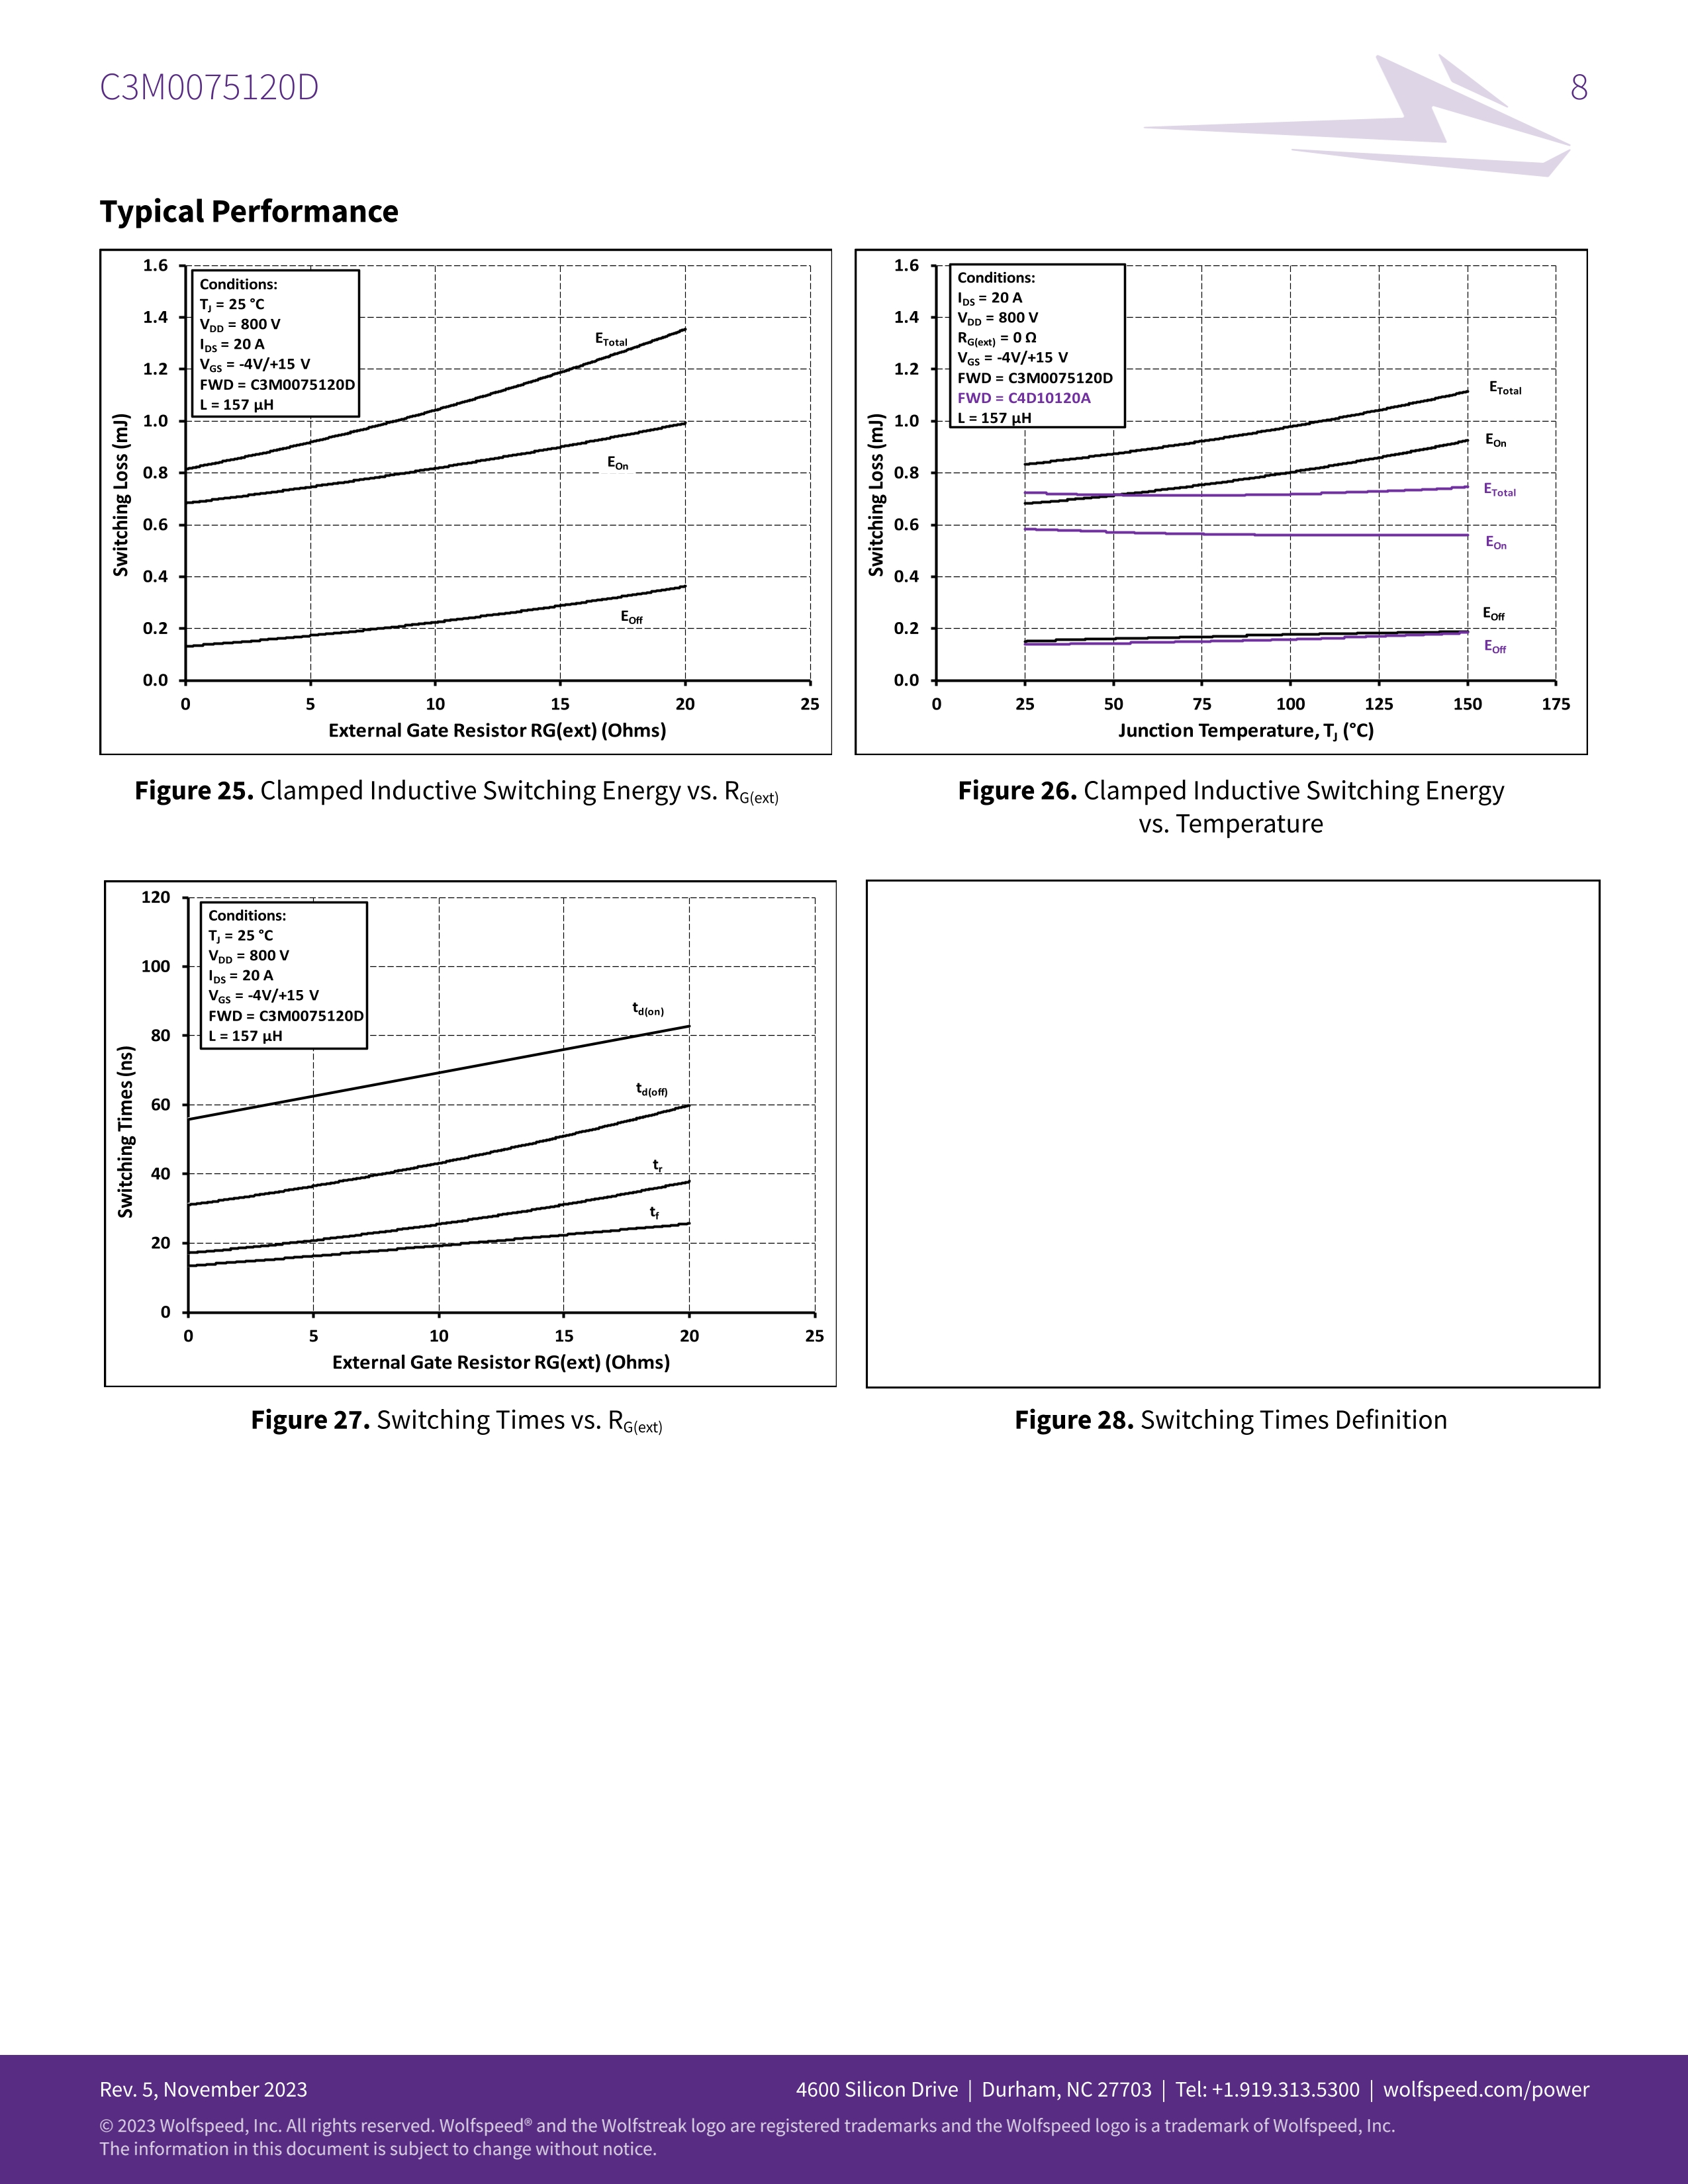 C3M0075120D
8
Typical Performance
1.6
1.4
1.2
1.0
0.8
0.6
0.4
0.2
0.0
Switching Loss (mJ)
Conditions:
TJ = 25 °C
VDD = 800 V
IDS = 20 A
VGS = -4V/+15 V
FWD = C3M0075120D
L = 157 μH
ETotal
EOn
EOff
0 5 10 15 20 25
External Gate Resistor RG(ext) (Ohms)
Figure 25. Clamped Inductive Switching Energy vs. RG(ext)
1.6
1.4
1.2
1.0
0.8
0.6
0.4
0.2
0.0
Switching Loss (mJ)
Conditions:
IDS = 20 A
VDD = 800 V
RG(ext) = 0 Ω
VGS = -4V/+15 V
FWD = C3M0075120D
FWD = C4D10120A
L = 157 μH
ETotal
EOn
ETotal
EOn
EOff
EOff
0 25 50 75 100 125 150 175
Junction Temperature, TJ (°C)
Figure 26. Clamped Inductive Switching Energy
vs. Temperature
120
100
80
60
40
20
0
Switching Times (ns)
Conditions:
TJ = 25 °C
VDD = 800 V
IDS = 20 A
VGS = -4V/+15 V
FWD = C3M0075120D
L = 157 μH
td(on)
td(off)
tr
tf
0 5 10 15 20 25
External Gate Resistor RG(ext) (Ohms)
Figure 27. Switching Times vs. RG(ext)
Figure 28. Switching Times Definition
Rev. 5, November 2023
4600 Silicon Drive | Durham, NC 27703 | Tel: +1.919.313.5300 | wolfspeed.com/power
© 2023 Wolfspeed, Inc. All rights reserved. Wolfspeed® and the Wolfstreak logo are registered trademarks and the Wolfspeed logo is a trademark of Wolfspeed, Inc.
The information in this document is subject to change without notice.